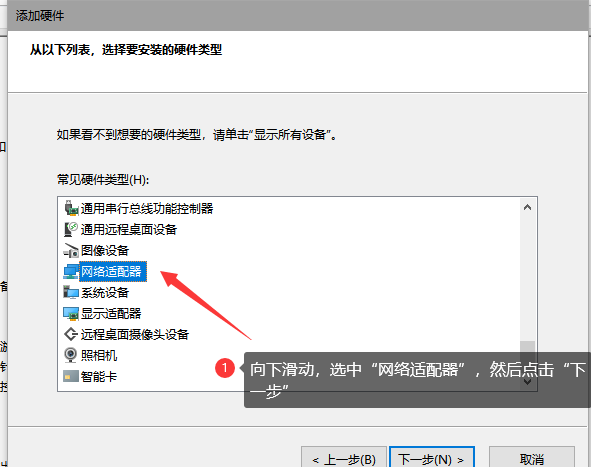 添加硬件
从以下列表，选择要安装的硬件类型
如果看不到想要的硬件类型，请单击"显示所有设备"。
常见硬件类型(H):
通用串行总线功能控制器
通用远程桌面设备
图像设备
网络适配器
系统设备
显示适配器
远程桌面摄像头设备
照相机
智能卡
1
向下滑动，选中“网络适配器”，然后点击“下
一步”
< 上一步(B)
下一步(N) >
取消